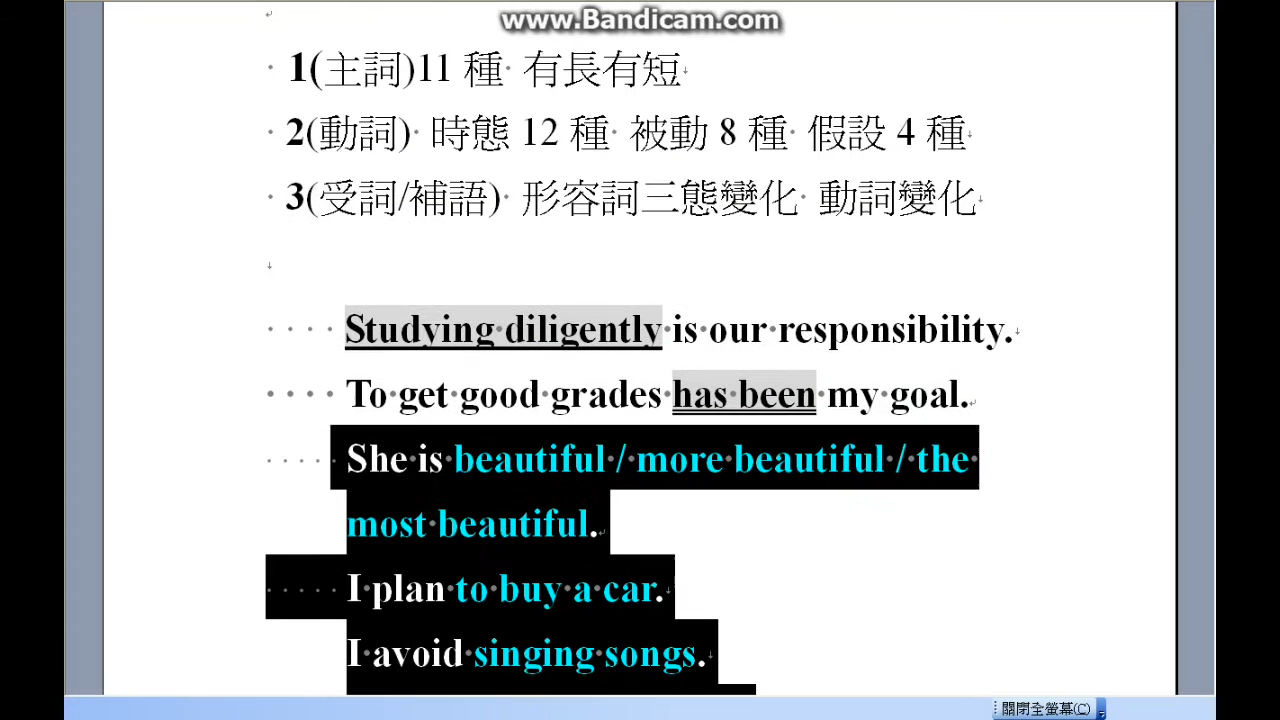 www.Bandicam.com
1(主詞)11 種 有長有短
2(動詞) 時態 12 種 被動 8 種 假設 4 種
3(受詞/補語) 形容詞三態變化 動詞變化
Studying diligently is our responsibility.
To get good grades has been my goal.
She is beautiful / more beautiful / the
most beautiful.
I plan to buy a car.
I avoid singing songs.
關閉全螢幕(C)